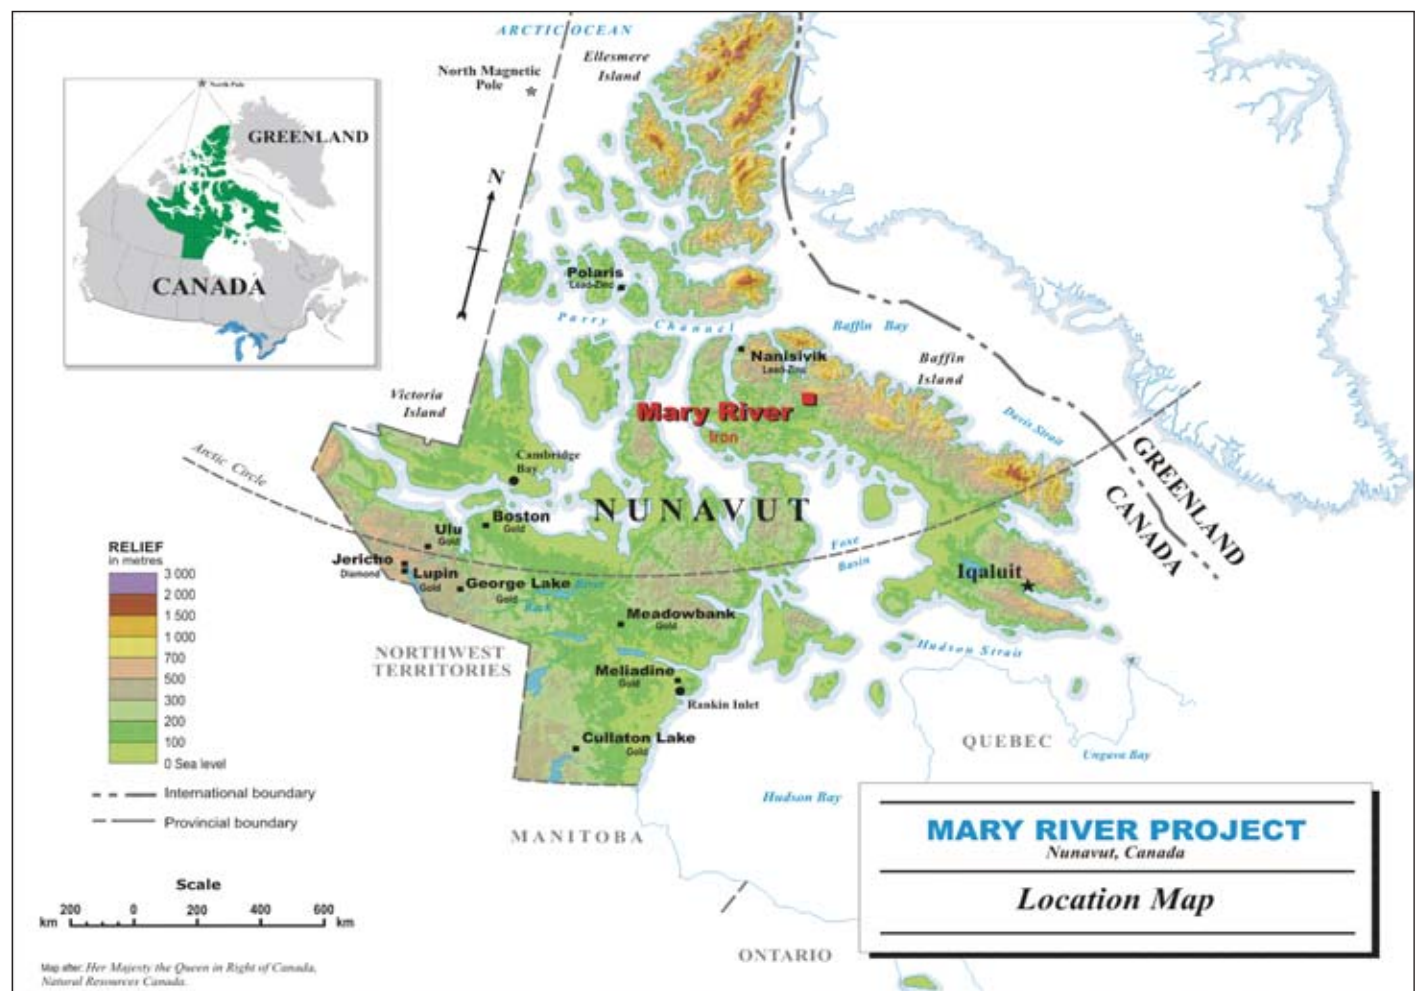 ARCTIC OCEAN
Ellesmere
Island
North Magnetic
Pole
North Pole
GREENLAND
CANADA
N
Polaris
Lead-Zinc
Parry Channel
Baffin Bay
Baffin
Island
Nanisivik
Lead-Zinc
Mary River
Iron
Victoria
Island
Davis Strait
Arctic Circle
Cambridge
Bay
NUNAVUT
GREENLAND
CANADA
Boston
Gold
Ulu
Gold
Jericho
Diamond
Lupin
Gold
George Lake
Gold
Back River
Foxe
Basin
Iqaluit
Meadowbank
Gold
NORTHWEST
TERRITORIES
Hudson Strait
Meliadine
Gold
Rankin Inlet
Cullaton Lake
Gold
QUEBEC
Ungava Bay
Hudson Bay
MANITOBA
ONTARIO
RELIEF
in metres
3 000
2 000
1 500
1 000
700
500
300
200
100
0 Sea level
International boundary
Provincial boundary
Scale
km 200 0 200 400 600 km
Map after: Her Majesty the Queen in Right of Canada,
Natural Resources Canada.
MARY RIVER PROJECT
Nunavut, Canada
Location Map